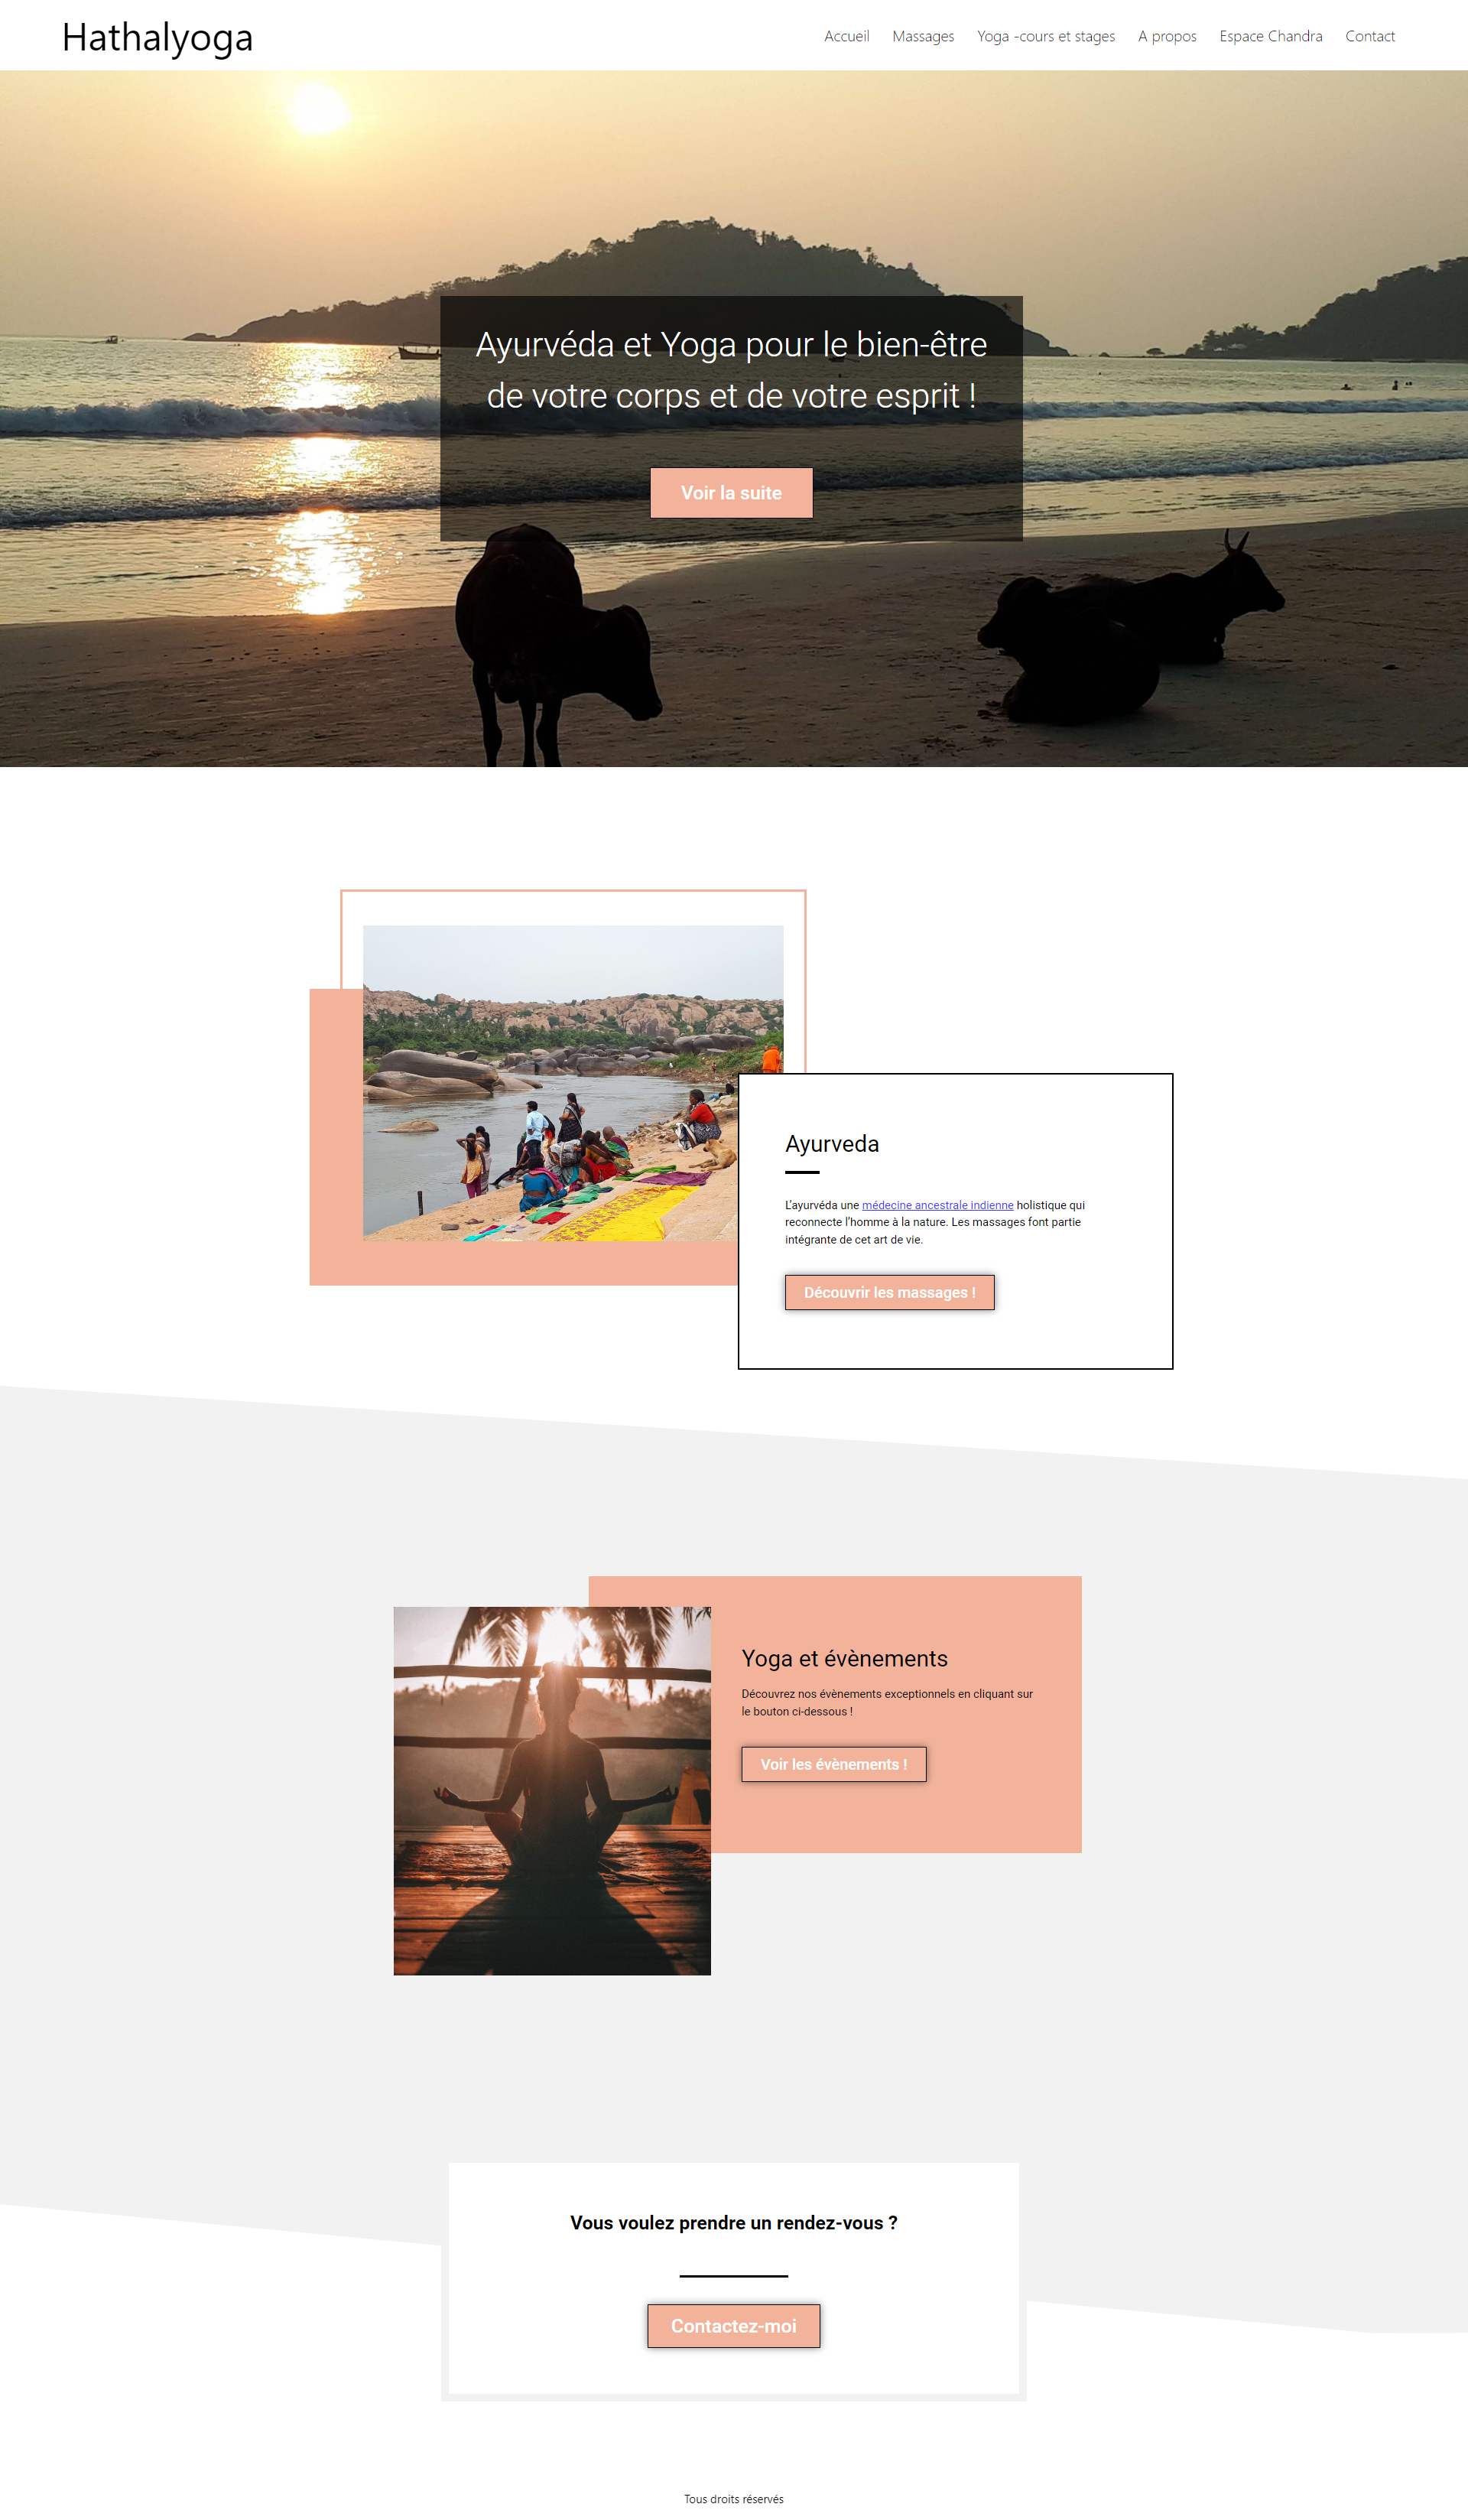 Hathalyoga
Accueil Massages Yoga -cours et stages A propos Espace Chandra Contact
Ayurvéda et Yoga pour le bien-être
de votre corps et de votre esprit !
Voir la suite
Ayurveda
L’ayurvéda une médecine ancestrale indienne holistique qui
reconnecte l’homme à la nature. Les massages font partie
intégrante de cet art de vie.
Découvrir les massages !
Yoga et évènements
Découvrez nos évènements exceptionnels en cliquant sur
le bouton ci-dessous !
Voir les évènements !
Vous voulez prendre un rendez-vous ?
Contactez-moi
Tous droits réservés